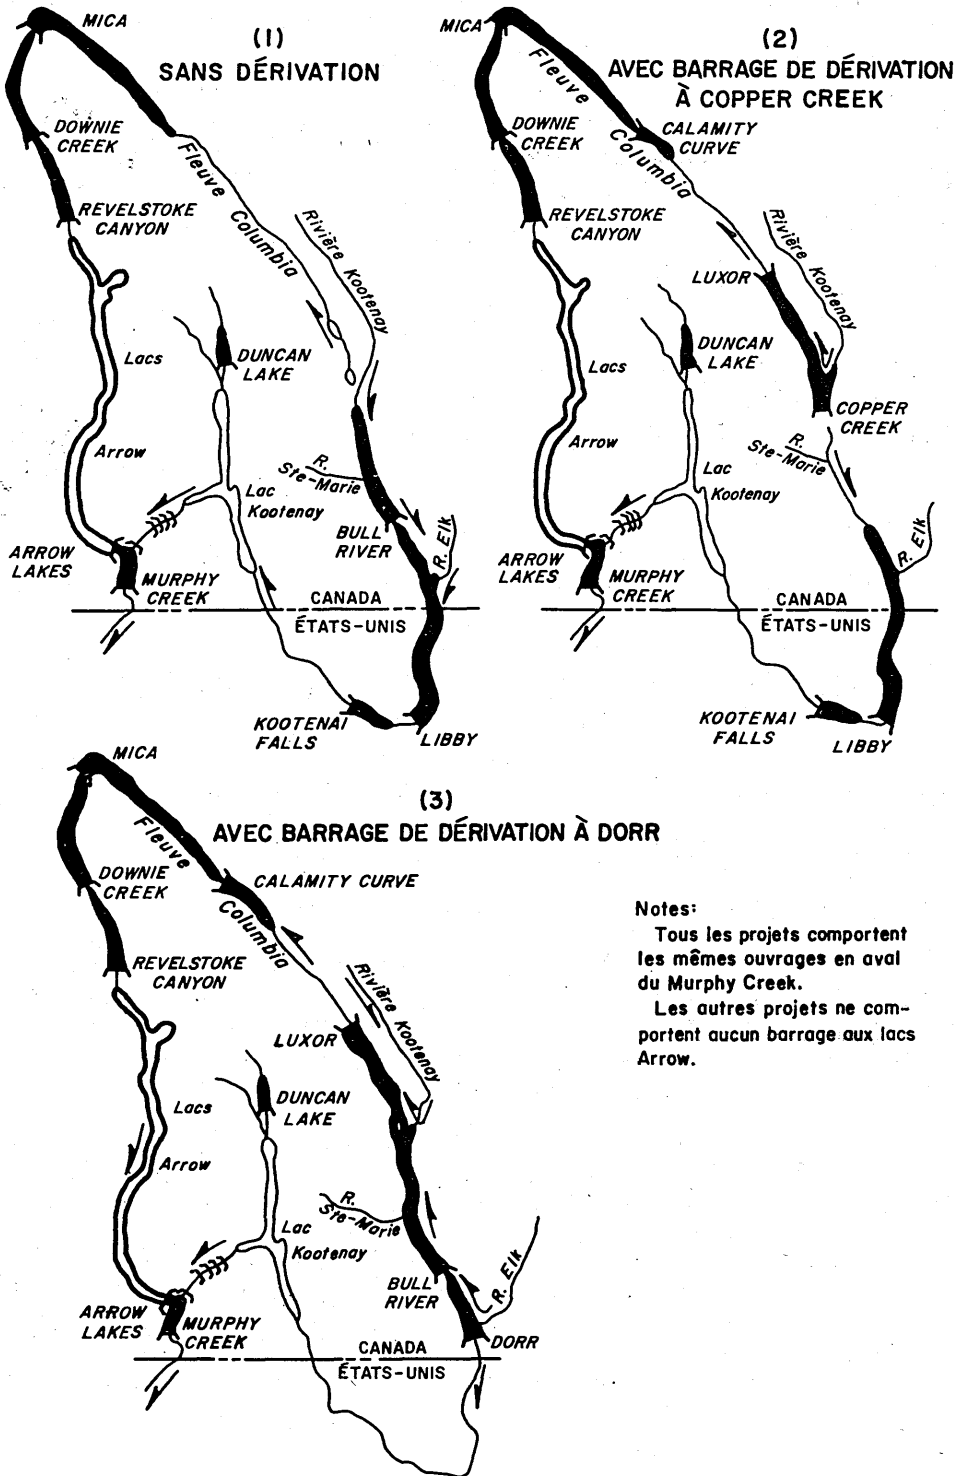 (1)
SANS DÉRIVATION
MICA
DOWNIE
CREEK
REVELSTOKE
CANYON
Fleuve Columbia
Rivière Kootenay
DUNCAN
LAKE
Lacs
Arrow
R.
Ste-Marie
Lac
Kootenay
BULL
RIVER
R. Elk
ARROW
LAKES
MURPHY
CREEK
CANADA
ÉTATS-UNIS
KOOTENAI
FALLS
LIBBY
(2)
AVEC BARRAGE DE DÉRIVATION
À COPPER CREEK
MICA
Fleuve
Columbia
CALAMITY
CURVE
DOWNIE
CREEK
REVELSTOKE
CANYON
LUXOR
Rivière Kootenay
DUNCAN
LAKE
Lacs
Arrow
COPPER
CREEK
R.
Ste-Marie
Lac
Kootenay
R. Elk
ARROW
LAKES
MURPHY
CREEK
CANADA
ÉTATS-UNIS
KOOTENAI
FALLS
LIBBY
(3)
AVEC BARRAGE DE DÉRIVATION À DORR
MICA
Fleuve
Columbia
DOWNIE
CREEK
CALAMITY CURVE
REVELSTOKE
CANYON
LUXOR
Rivière Kootenay
DUNCAN
LAKE
Lacs
Arrow
R.
Ste-Marie
Lac
Kootenay
BULL
RIVER
R. Elk
ARROW
LAKES
MURPHY
CREEK
DORR
CANADA
ÉTATS-UNIS
Notes:
Tous les projets comportent
les mêmes ouvrages en aval
du Murphy Creek.
Les autres projets ne com-
portent aucun barrage aux lacs
Arrow.